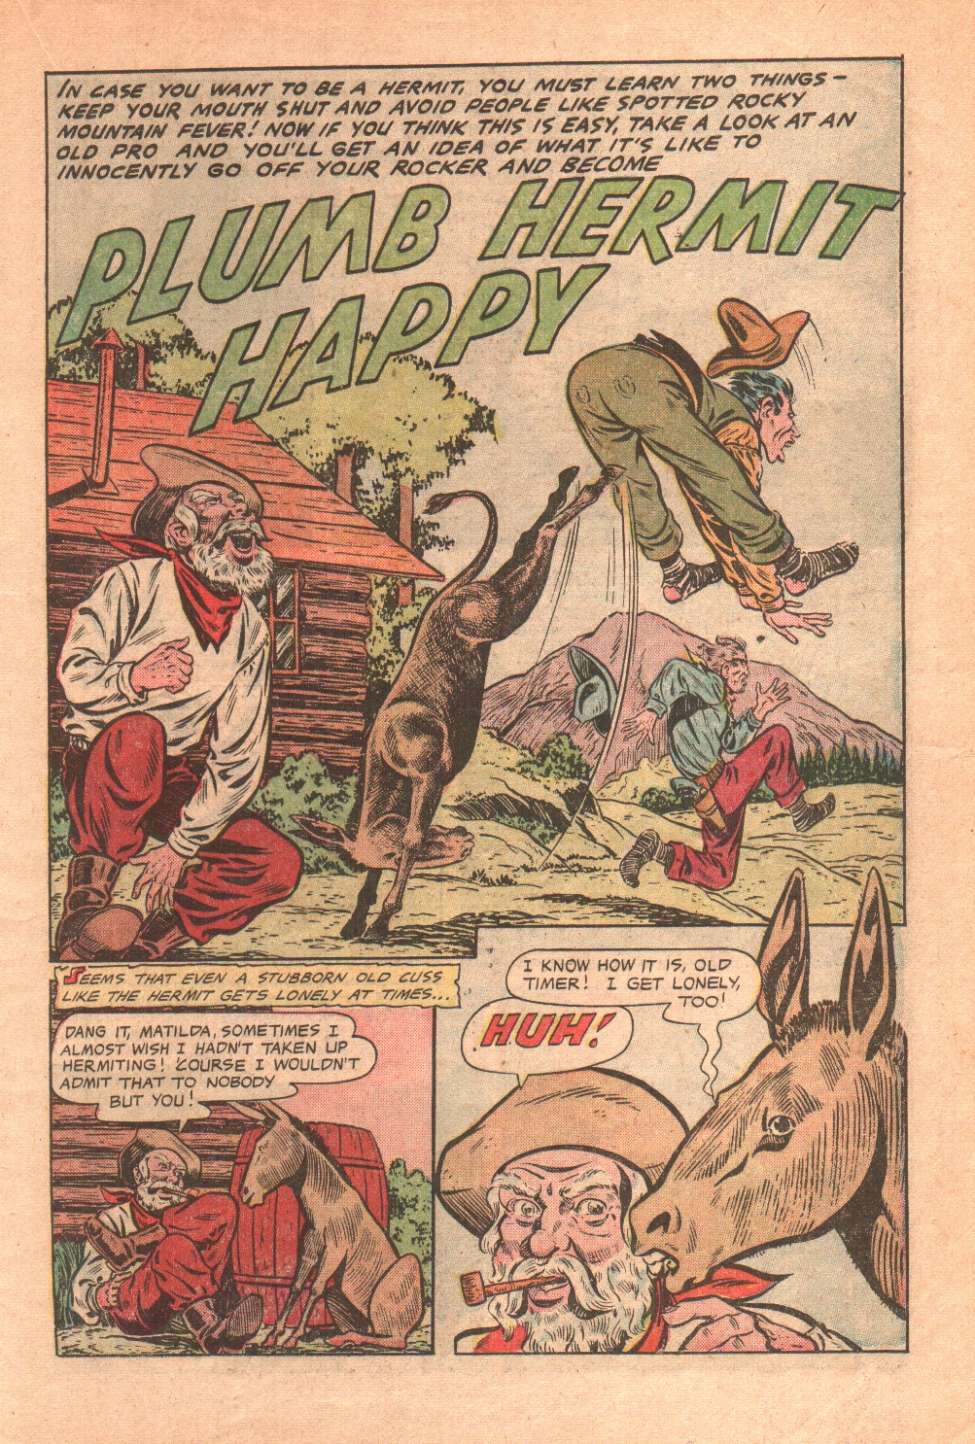 IN CASE YOU WANT TO BE A HERMIT, YOU MUST LEARN TWO THINGS –
KEEP YOUR MOUTH SHUT AND AVOID PEOPLE LIKE SPOTTED ROCKY
MOUNTAIN FEVER! NOW IF YOU THINK THIS IS EASY, TAKE A LOOK AT AN
OLD PRO AND YOU'LL GET AN IDEA OF WHAT IT'S LIKE TO
INNOCENTLY GO OFF YOUR ROCKER AND BECOME
PLUMB HERMIT
HAPPY
SEEMS THAT EVEN A STUBBORN OLD CUSS
LIKE THE HERMIT GETS LONELY AT TIMES...
DANG IT, MATILDA, SOMETIMES I
ALMOST WISH I HADN'T TAKEN UP
HERMITING! COURSE I WOULDN'T
ADMIT THAT TO NOBODY
BUT YOU!
I KNOW HOW IT IS, OLD
TIMER! I GET LONELY,
TOO!
HUH!